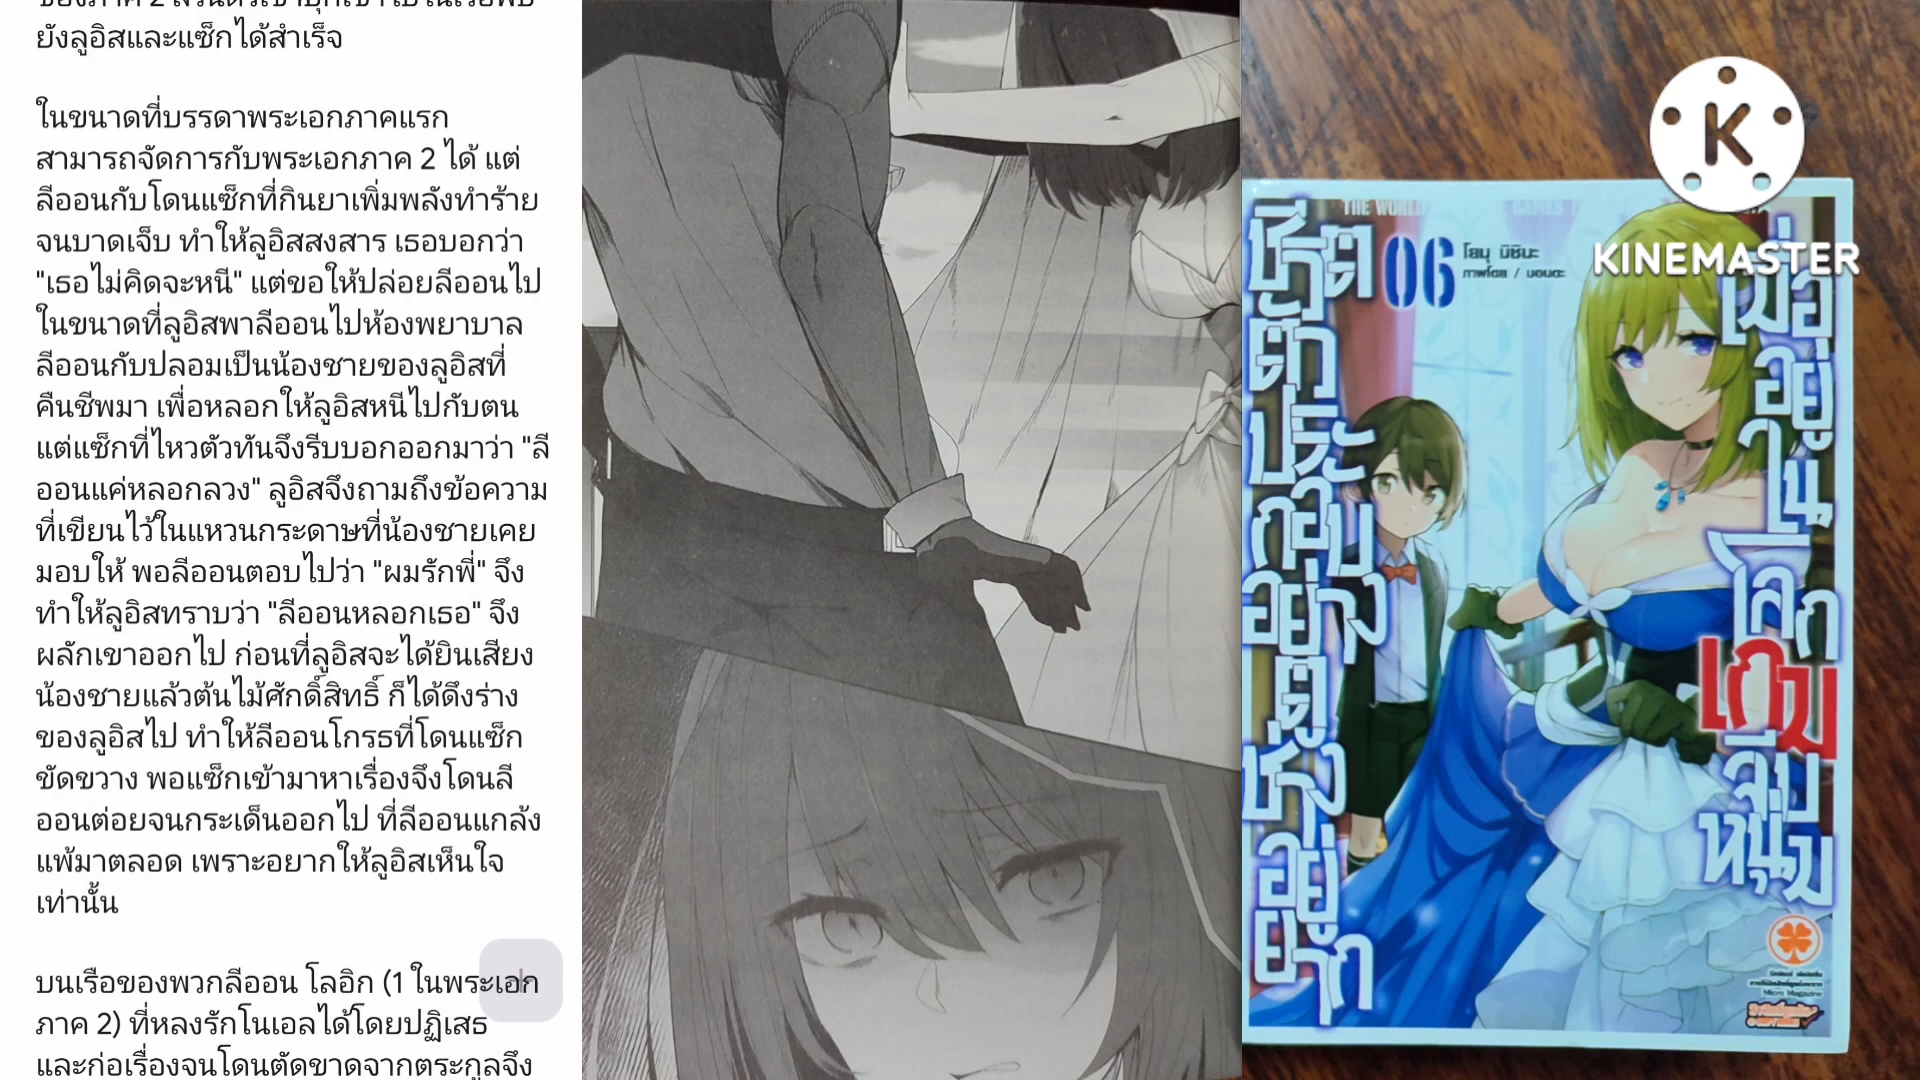 ยังลูอิสและแซ็กได้สำเร็จ
ในขนาดที่บรรดาพระเอกภาคแรก
สามารถจัดการกับพระเอกภาค 2 ได้ แต่
ลีออนกับโดนแซ็กที่กินยาเพิ่มพลังทำร้าย
จนบาดเจ็บ ทำให้ลูอิสสงสาร เธอบอกว่า
"เธอไม่คิดจะหนี" แต่ขอให้ปล่อยลีออนไป
ในขนาดที่ลูอิสพาลีออนไปห้องพยาบาล
ลีออนกับปลอมเป็นน้องชายของลูอิสที่
คืนชีพมา เพื่อหลอกให้ลูอิสหนีไปกับตน
แต่แซ็กที่ไหวตัวทันจึงรีบบอกออกมาว่า "ลี
ออนแค่หลอกลวง" ลูอิสจึงถามถึงข้อความ
ที่เขียนไว้ในแหวนกระดาษที่น้องชายเคย
มอบให้ พอลีออนตอบไปว่า "ผมรักพี่" จึง
ทำให้ลูอิสทราบว่า "ลีออนหลอกเธอ" จึง
ผลักเขาออกไป ก่อนที่ลูอิสจะได้ยินเสียง
น้องชายแล้วต้นไม้ศักดิ์สิทธิ์ ก็ได้ดึงร่าง
ของลูอิสไป ทำให้ลีออนโกรธที่โดนแซ็ก
ขัดขวาง พอแซ็กเข้ามาหาเรื่องจึงโดนลี
ออนต่อยจนกระเด็นออกไป ที่ลีออนแกล้ง
แพ้มาตลอด เพราะอยากให้ลูอิสเห็นใจ
เท่านั้น
บนเรือของพวกลีออน โลอิก (1 ในพระเอก
ภาค 2) ที่หลงรักโนเอลได้โดยปฏิเสธ
และก่อเรื่องจนโดนตัดขาดจากตระกูลจึง
K
KINEMASTER
THE WORLD
GAMES
06
โยมุ มิชิมะ
ภาพโดย / มอนดะ
ชีวิตตัวประกอบอย่างตูช่างอยู่ยาก
เมื่ออยู่ในโลกเกมจีบหนุ่ม
Micro Magazine